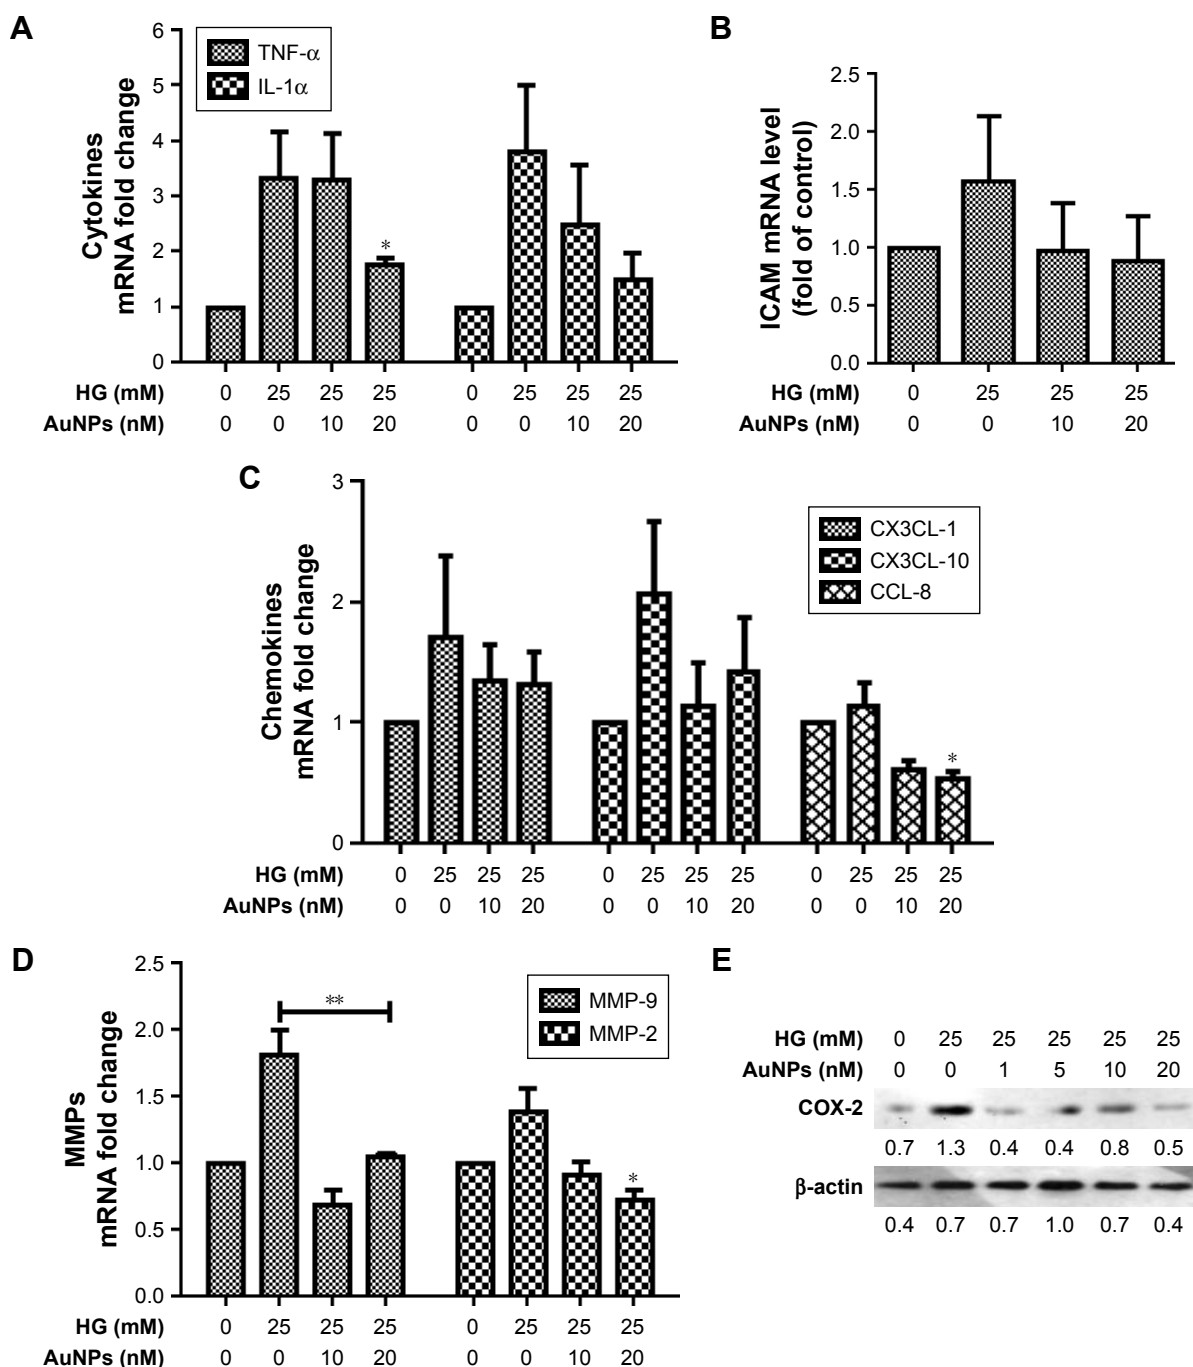 A
Cytokines
mRNA fold change
6
5
4
3
2
1
0
TNF-α
IL-1α
*
HG (mM) 0 25 25 25 0 25 25 25
AuNPs (nM) 0 0 10 20 0 0 10 20
B
ICAM mRNA level
(fold of control)
2.5
2.0
1.5
1.0
0.5
0.0
HG (mM) 0 25 25 25
AuNPs (nM) 0 0 10 20
C
Chemokines
mRNA fold change
3
2
1
0
CX3CL-1
CX3CL-10
CCL-8
*
HG (mM) 0 25 25 25 0 25 25 25 0 25 25 25
AuNPs (nM) 0 0 10 20 0 0 10 20 0 0 10 20
D
MMPs
mRNA fold change
2.5
2.0
1.5
1.0
0.5
0.0
**
MMP-9
MMP-2
*
HG (mM) 0 25 25 25 0 25 25 25
AuNPs (nM) 0 0 10 20 0 0 10 20
E
HG (mM) 0 25 25 25 25 25
AuNPs (nM) 0 0 1 5 10 20
COX-2
0.7 1.3 0.4 0.4 0.8 0.5
β-actin
0.4 0.7 0.7 1.0 0.7 0.4